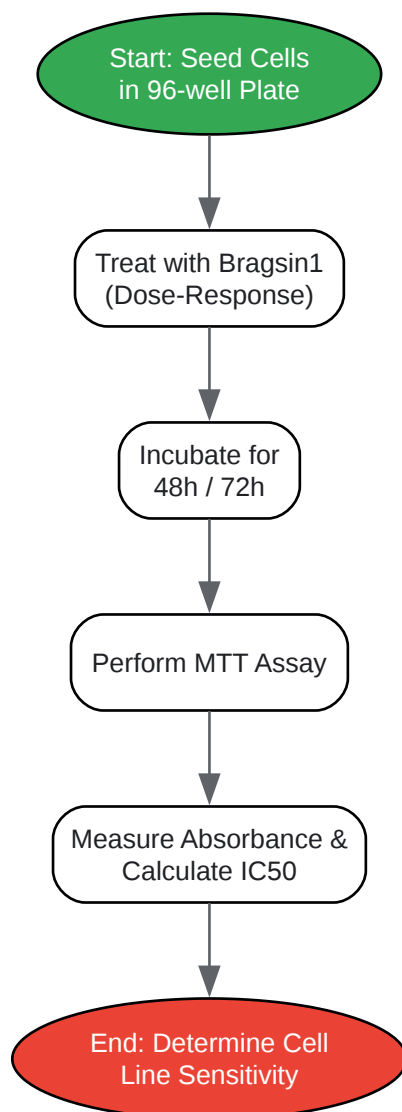 Start: Seed Cells
in 96-well Plate
Treat with Bragsin1
(Dose-Response)
Incubate for
48h / 72h
Perform MTT Assay
Measure Absorbance &
Calculate IC50
End: Determine Cell
Line Sensitivity